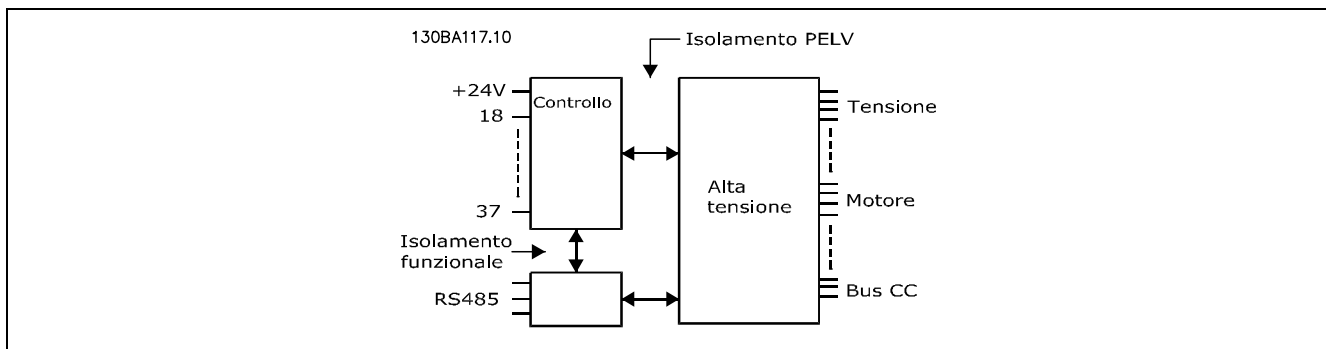 130BA117.10
Isolamento PELV
+24V
Controllo
18
37
Tensione
Alta
tensione
Motore
Isolamento
funzionale
RS485
Bus CC